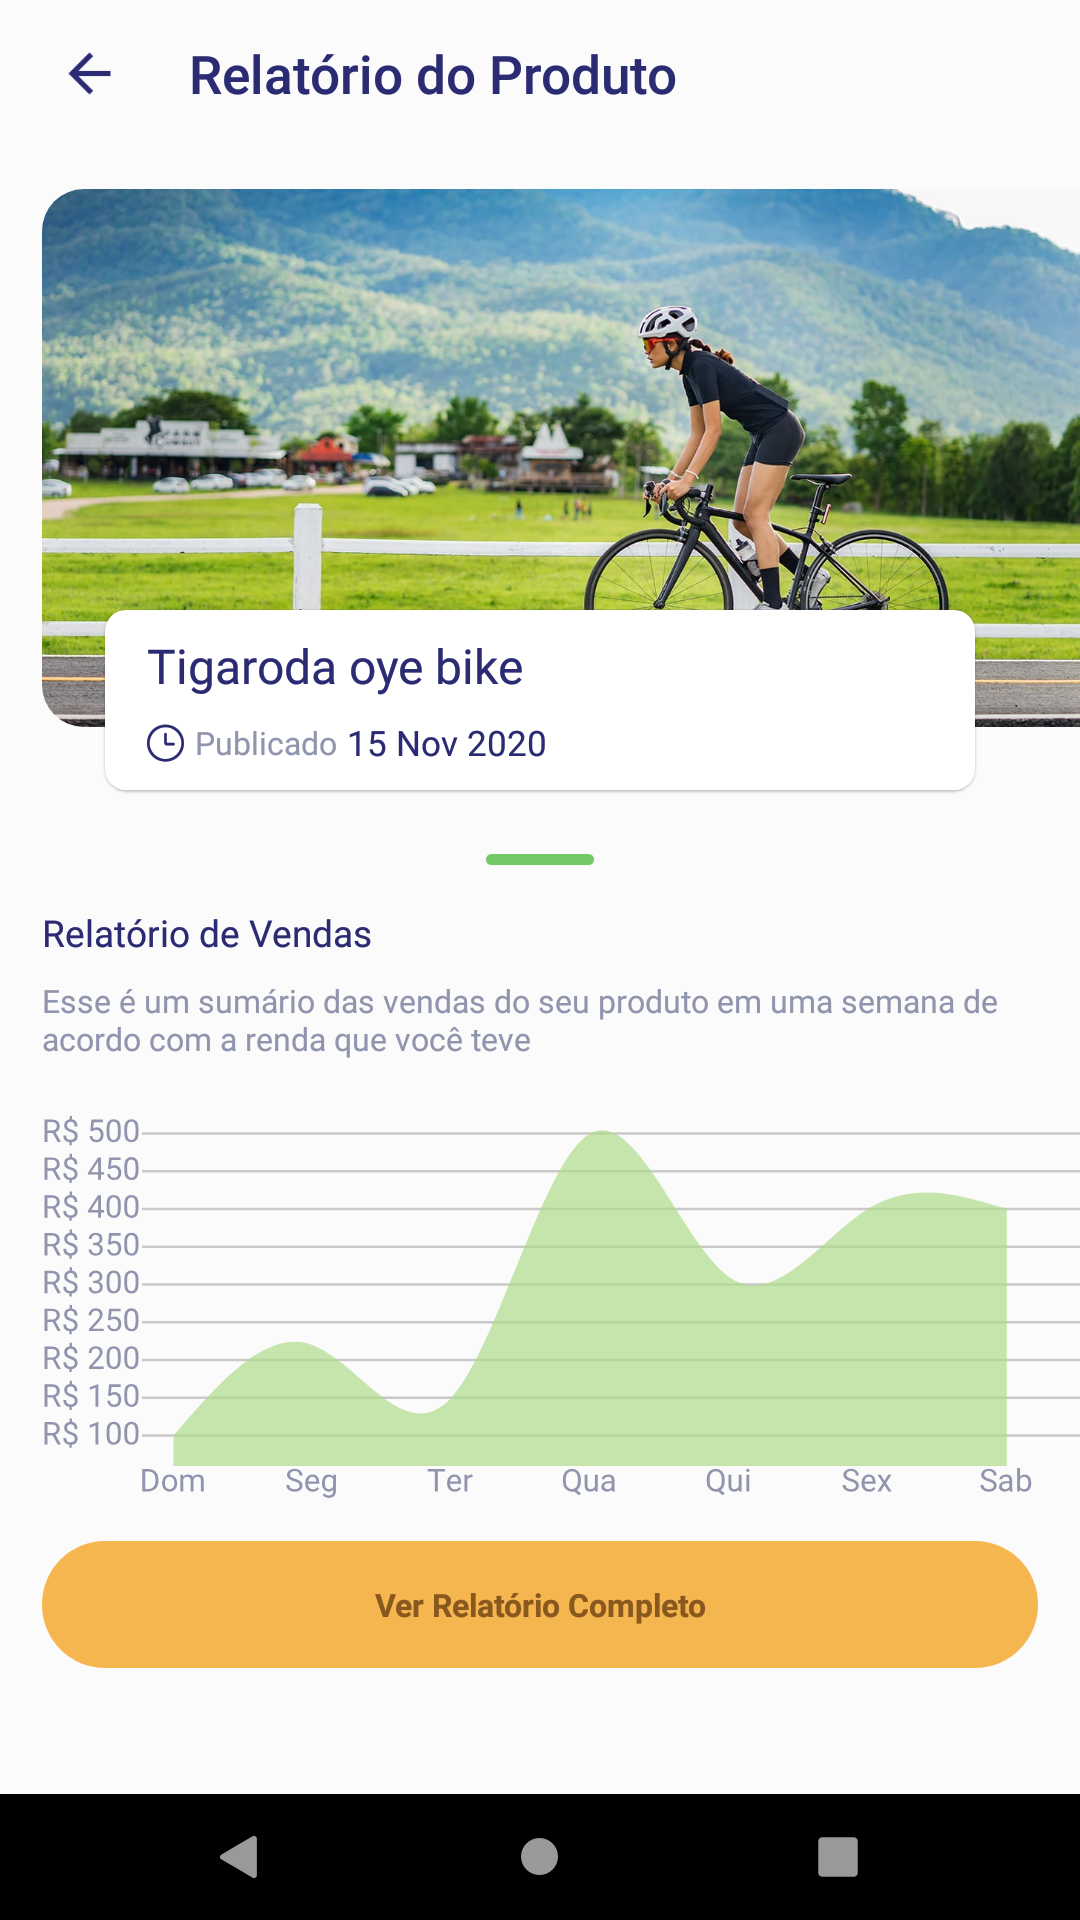 Relatório do Produto
Tigaroda oye bike
Publicado 15 Nov 2020
Relatório de Vendas
Esse é um sumário das vendas do seu produto em uma semana de
acordo com a renda que você teve
R$ 500
R$ 450
R$ 400
R$ 350
R$ 300
R$ 250
R$ 200
R$ 150
R$ 100
Dom Seg Ter Qua Qui Sex Sab
Ver Relatório Completo